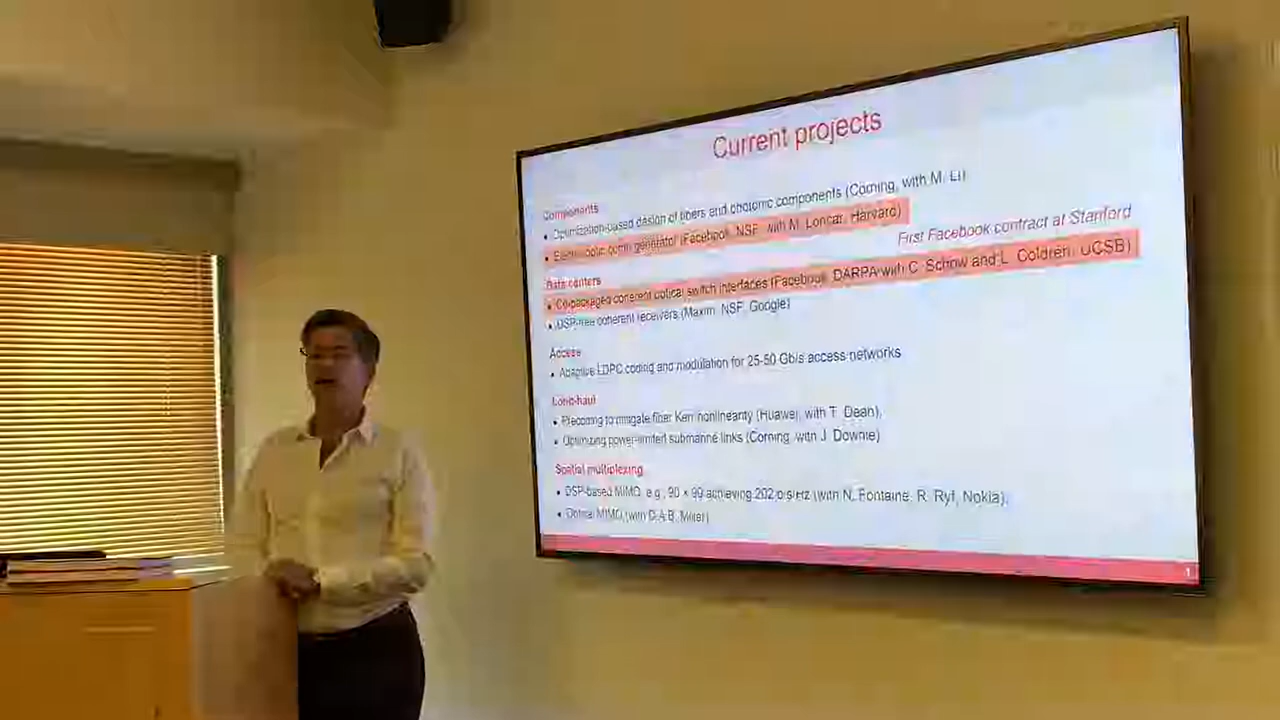 Current projects
Components
• Optimization-based design of fibers and photonic components (Corning, with M. Li)
• Electro-optic comb generator (Facebook, NSF, with M. Loncar, Harvard)
First Facebook contract at Stanford
Data centers
• Co-packaged coherent optical switch interfaces (Facebook, DARPA with C. Schow and L. Coldren, UCSB)
• DSP-free coherent receivers (Maxim, NSF, Google)
Access
• Adaptive LDPC coding and modulation for 25-50 Gb/s access networks
Long-haul
• Precoding to mitigate fiber Kerr nonlinearity (Huawei, with T. Dean),
• Optimizing power-limited submarine links (Corning, with J. Downie)
Spatial multiplexing
• DSP-based MIMO, e.g., 90 × 90 achieving 202 b/s/Hz (with N. Fontaine, R. Ryf, Nokia),
• Optical MIMO (with D.A.B. Miller)
1